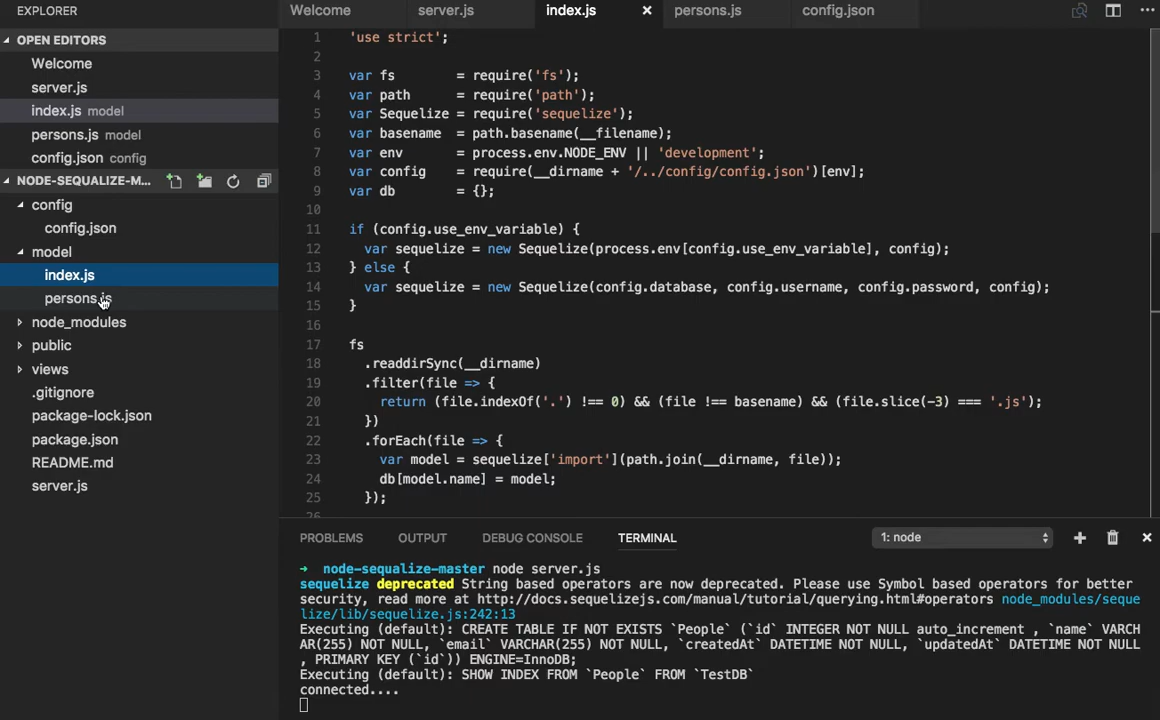 EXPLORER
OPEN EDITORS
Welcome
server.js
index.js model
persons.js model
config.json config
NODE-SEQUALIZE-M...
config
config.json
model
index.js
persons.js
node_modules
public
views
.gitignore
package-lock.json
package.json
README.md
server.js
Welcome server.js index.js persons.js config.json
1 'use strict';
2
3 var fs = require('fs');
4 var path = require('path');
5 var Sequelize = require('sequelize');
6 var basename = path.basename(__filename);
7 var env = process.env.NODE_ENV || 'development';
8 var config = require(__dirname + '/../config/config.json')[env];
9 var db = {};
10
11 if (config.use_env_variable) {
12 var sequelize = new Sequelize(process.env[config.use_env_variable], config);
13 } else {
14 var sequelize = new Sequelize(config.database, config.username, config.password, config);
15 }
16
17 fs
18 .readdirSync(__dirname)
19 .filter(file => {
20 return (file.indexOf('.') !== 0) && (file !== basename) && (file.slice(-3) === '.js');
21 })
22 .forEach(file => {
23 var model = sequelize['import'](path.join(__dirname, file));
24 db[model.name] = model;
25 });
26
PROBLEMS OUTPUT DEBUG CONSOLE TERMINAL 1: node
→ node-sequalize-master node server.js
sequelize deprecated String based operators are now deprecated. Please use Symbol based operators for better
security, read more at http://docs.sequelizejs.com/manual/tutorial/querying.html#operators node_modules/seque
lize/lib/sequelize.js:242:13
Executing (default): CREATE TABLE IF NOT EXISTS `People` (`id` INTEGER NOT NULL auto_increment , `name` VARCH
AR(255) NOT NULL, `email` VARCHAR(255) NOT NULL, `createdAt` DATETIME NOT NULL, `updatedAt` DATETIME NOT NULL
, PRIMARY KEY (`id`)) ENGINE=InnoDB;
Executing (default): SHOW INDEX FROM `People` FROM `TestDB`
connected....